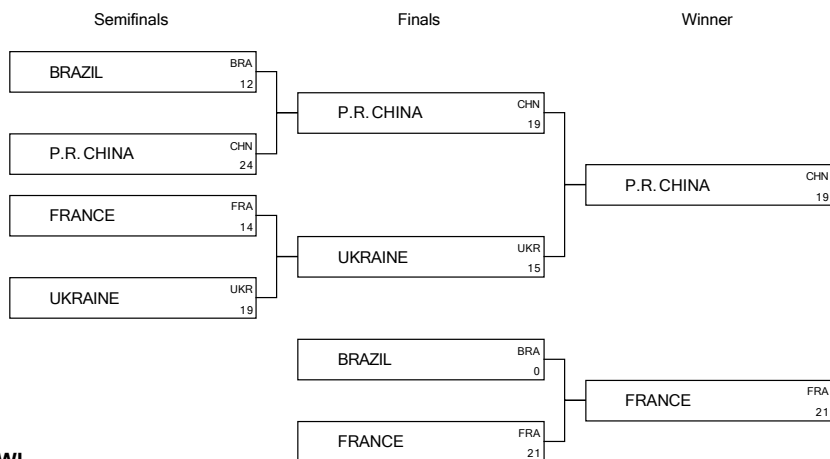 Semifinals Finals Winner
BRAZIL BRA
12
P.R. CHINA CHN
24
FRANCE FRA
14
UKRAINE UKR
19
P.R. CHINA CHN
19
UKRAINE UKR
15
BRAZIL BRA
0
FRANCE FRA
21
P.R. CHINA CHN
19
FRANCE FRA
21